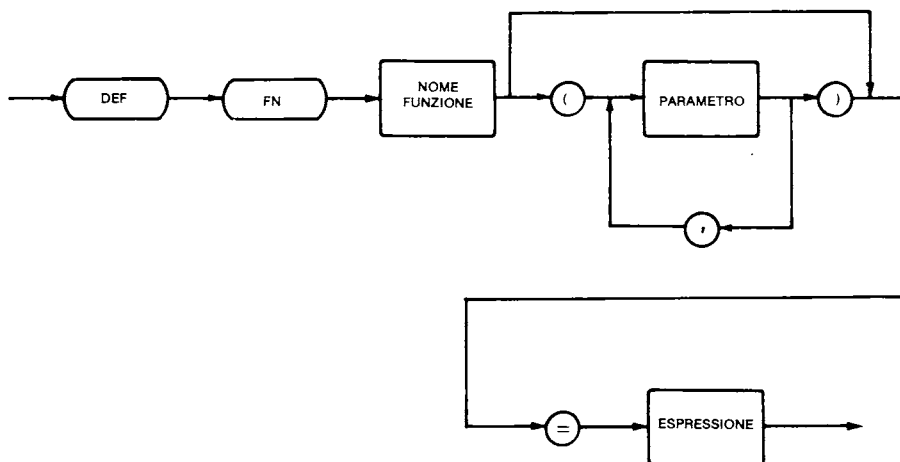 DEF
FN
NOME
FUNZIONE
(
PARAMETRO
)
,
=
ESPRESSIONE